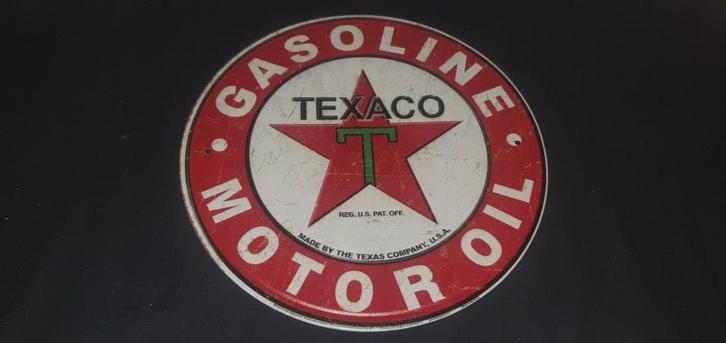 • GASOLINE •
TEXACO
T
REG. U.S. PAT. OFF.
MADE BY THE TEXAS COMPANY, U.S.A.
MOTOR OIL